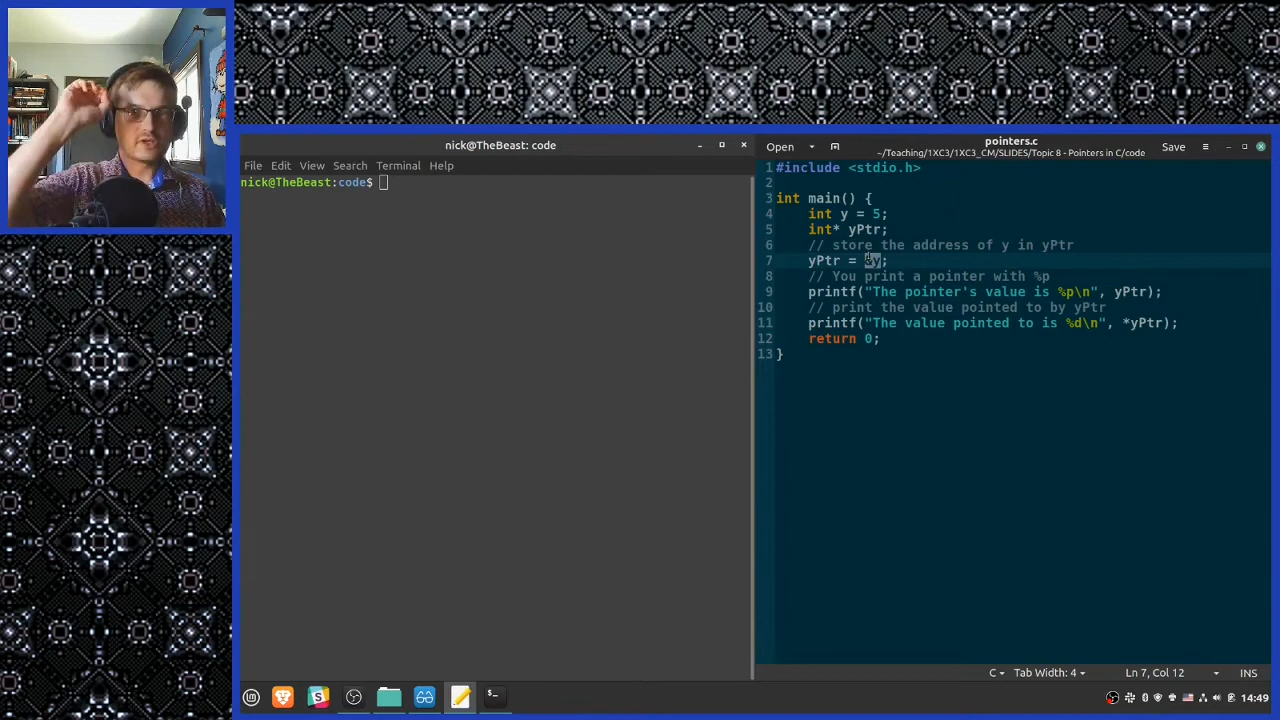 nick@TheBeast: code
File Edit View Search Terminal Help
nick@TheBeast:code$
Open
pointers.c
~/Teaching/1XC3/1XC3_CM/SLIDES/Topic 8 - Pointers in C/code
Save
1 #include <stdio.h>
2
3 int main() {
4     int y = 5;
5     int* yPtr;
6     // store the address of y in yPtr
7     yPtr = &y;
8     // You print a pointer with %p
9     printf("The pointer's value is %p\n", yPtr);
10     // print the value pointed to by yPtr
11     printf("The value pointed to is %d\n", *yPtr);
12     return 0;
13 }
C Tab Width: 4 Ln 7, Col 12 INS
14:49